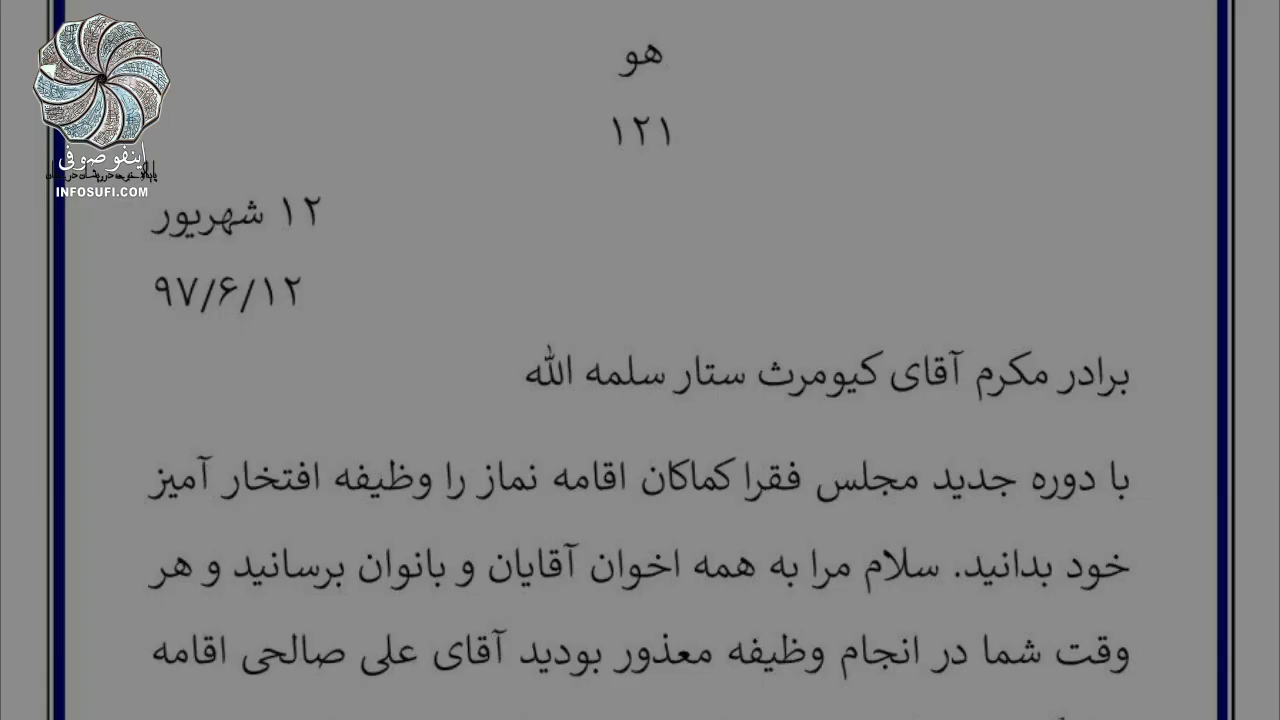 هو
۱۲۱
اینفو صوفی
INFOSUFI.COM
۱۲ شهریور
۹۷/۶/۱۲
برادر مکرم آقای کیومرث ستار سلمه الله
با دوره جدید مجلس فقرا کماکان اقامه نماز را وظیفه افتخار آمیز
خود بدانید. سلام مرا به همه اخوان آقایان و بانوان برسانید و هر
وقت شما در انجام وظیفه معذور بودید آقای علی صالحی اقامه